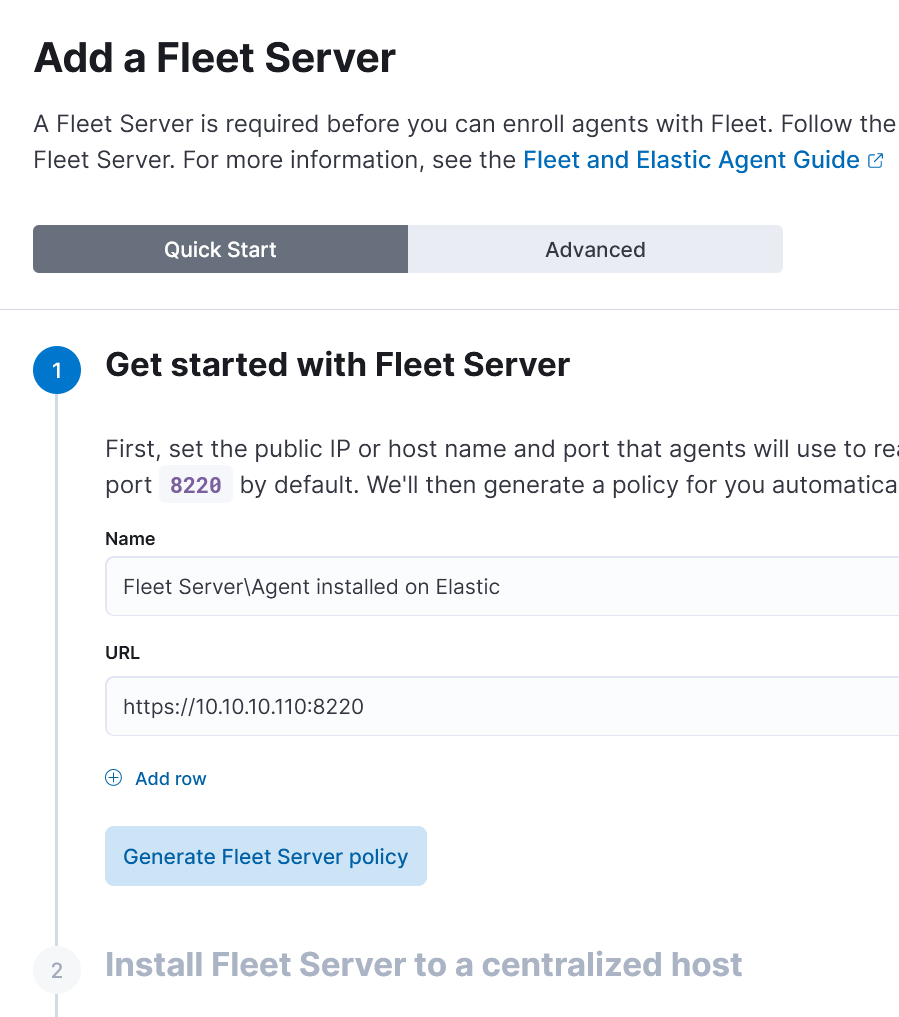 Add a Fleet Server
A Fleet Server is required before you can enroll agents with Fleet. Follow the
Fleet Server. For more information, see the Fleet and Elastic Agent Guide
Quick Start
Advanced
1
Get started with Fleet Server
First, set the public IP or host name and port that agents will use to rea
port 8220 by default. We'll then generate a policy for you automatica
Name
Fleet Server\Agent installed on Elastic
URL
https://10.10.10.110:8220
Add row
Generate Fleet Server policy
2
Install Fleet Server to a centralized host